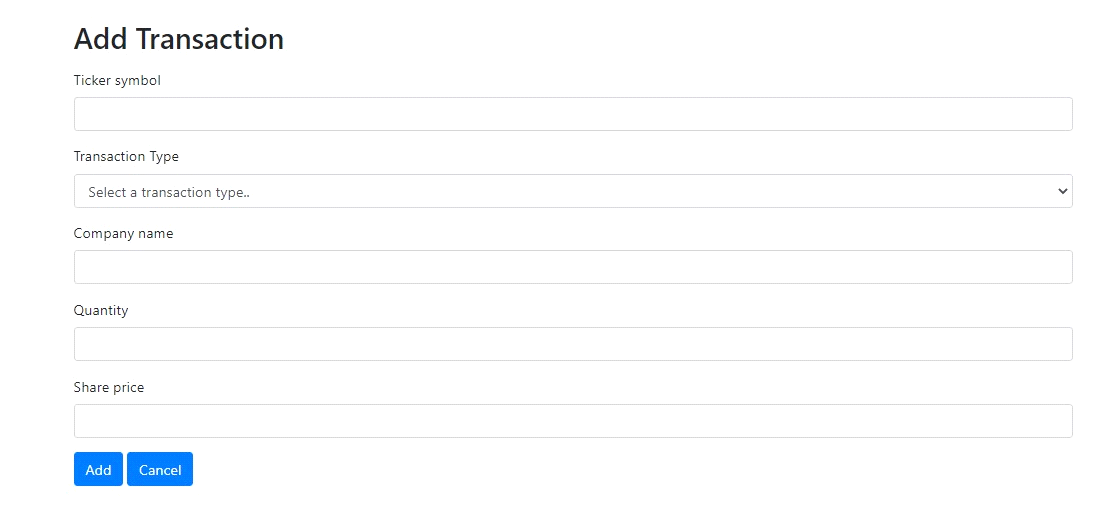 Add Transaction
Ticker symbol
Transaction Type
Select a transaction type..
Company name
Quantity
Share price
Add Cancel